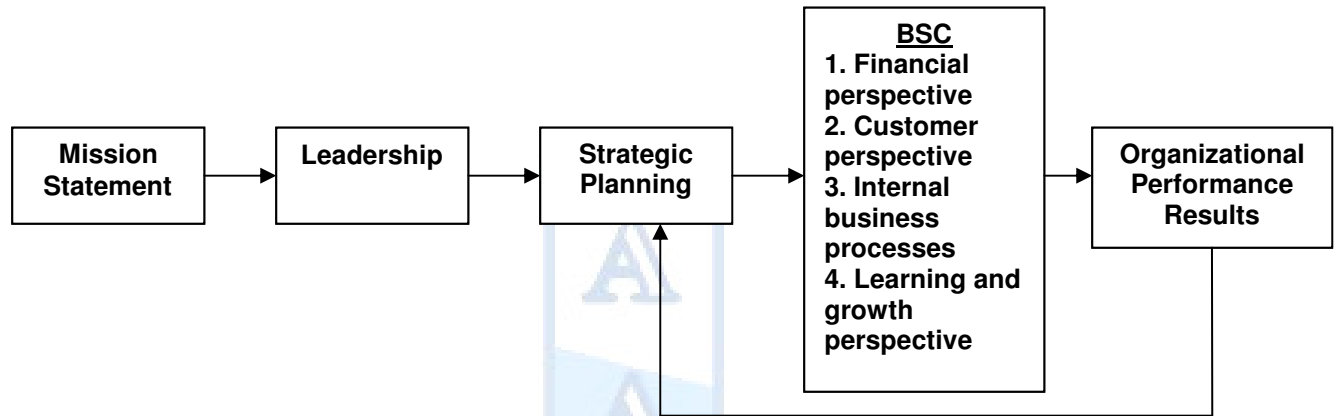 Mission
Statement
Leadership
Strategic
Planning
BSC
1. Financial
perspective
2. Customer
perspective
3. Internal
business
processes
4. Learning and
growth
perspective
Organizational
Performance
Results